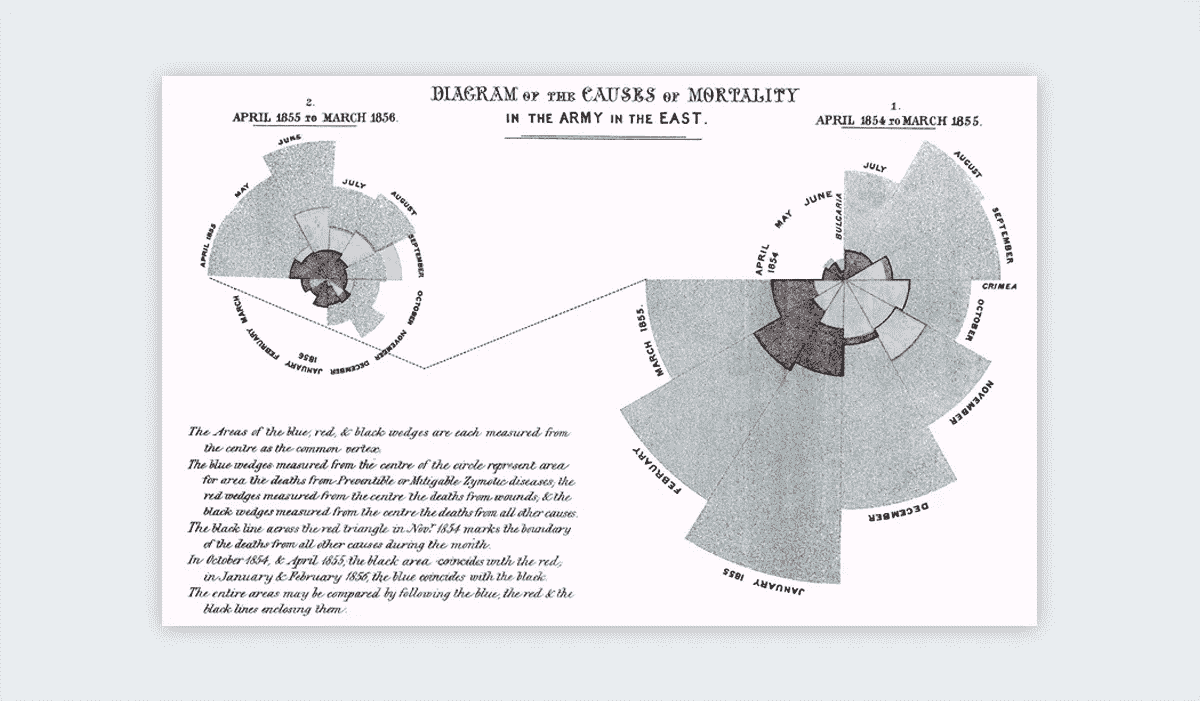 DIAGRAM OF THE CAUSES OF MORTALITY
IN THE ARMY IN THE EAST.
2.
APRIL 1855 TO MARCH 1856.
1.
APRIL 1854 TO MARCH 1855.
APRIL 1855
MAY
JUNE
JULY
AUGUST
SEPTEMBER
OCTOBER
NOVEMBER
DECEMBER
JANUARY
1856
FEBRUARY
MARCH
APRIL
1854
MAY
JUNE
BULGARIA
JULY
AUGUST
SEPTEMBER
CRIMEA
OCTOBER
NOVEMBER
DECEMBER
JANUARY 1855
FEBRUARY
MARCH 1855.
The Areas of the blue, red, & black wedges are each measured from
the centre as the common vertex.
The blue wedges measured from the centre of the circle represent area
for area the deaths from Preventible or Mitigable Zymotic diseases; the
red wedges measured from the centre the deaths from wounds; & the
black wedges measured from the centre the deaths from all other causes.
The black line across the red triangle in Novr. 1854 marks the boundary
of the deaths from all other causes during the month.
In October 1854, & April 1855, the black area coincides with the red;
in January & February 1856, the blue coincides with the black.
The entire areas may be compared by following the blue, the red & the
black lines enclosing them.